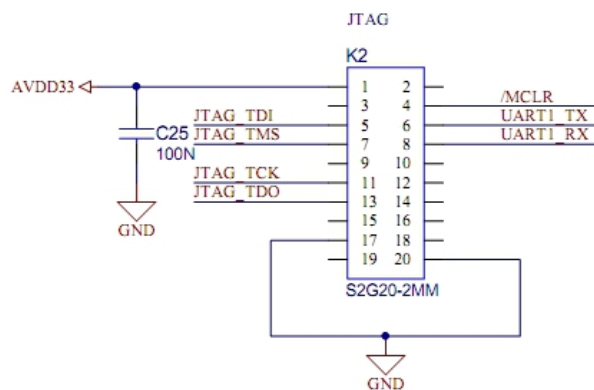 JTAG
K2
AVDD33
1 2
3 4 /MCLR
JTAG_TDI 5 6 UART1_TX
JTAG_TMS 7 8 UART1_RX
C25
100N
9 10
JTAG_TCK 11 12
JTAG_TDO 13 14
15 16
GND
17 18
19 20
S2G20-2MM
GND